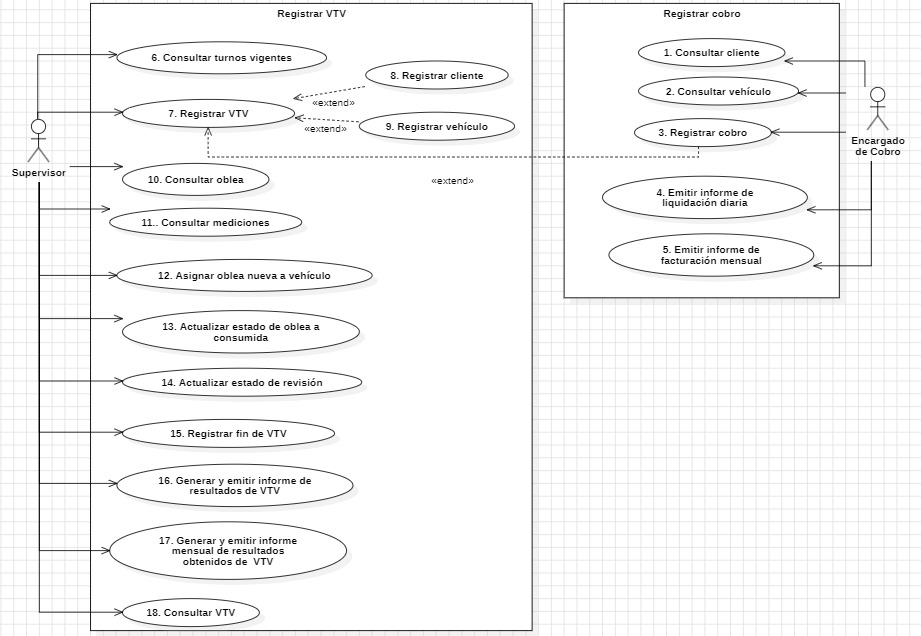 Registrar VTV
6. Consultar turnos vigentes
8. Registrar cliente
«extend»
7. Registrar VTV
9. Registrar vehículo
«extend»
Supervisor
10. Consultar oblea
«extend»
11.. Consultar mediciones
12. Asignar oblea nueva a vehículo
13. Actualizar estado de oblea a
consumida
14. Actualizar estado de revisión
15. Registrar fin de VTV
16. Generar y emitir informe de
resultados de VTV
17. Generar y emitir informe
mensual de resultados
obtenidos de VTV
18. Consultar VTV
Registrar cobro
1. Consultar cliente
2. Consultar vehículo
3. Registrar cobro
Encargado
de Cobro
4. Emitir informe de
liquidación diaria
5. Emitir informe de
facturación mensual